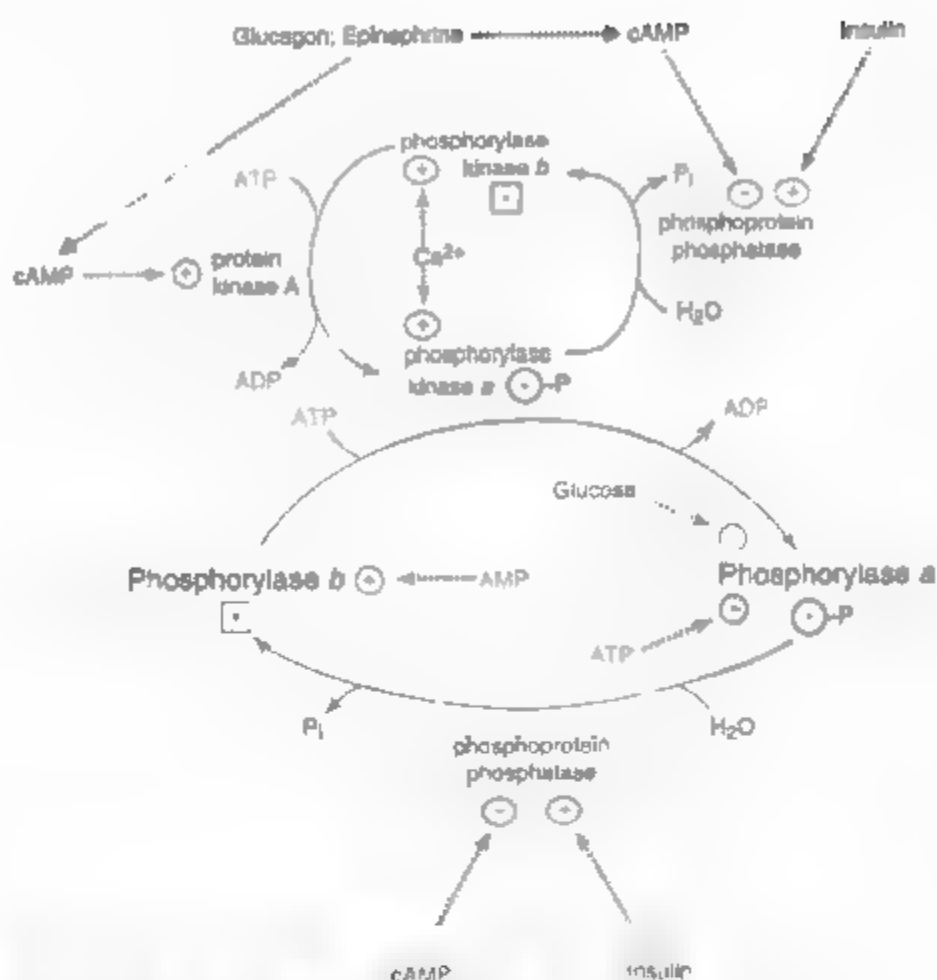 Glucagon; Epinephrine cAMP Insulin
phosphorylase
kinase b
ATP
Pi
+
-
+
phosphoprotein
phosphatase
Ca2+
cAMP
+
protein
kinase A
H2O
+
phosphorylase
kinase a
P
ADP
ATP
ADP
Glucose
Phosphorylase b
+
AMP
Phosphorylase a
P
ATP
Pi
H2O
phosphoprotein
phosphatase
-
+
cAMP Insulin